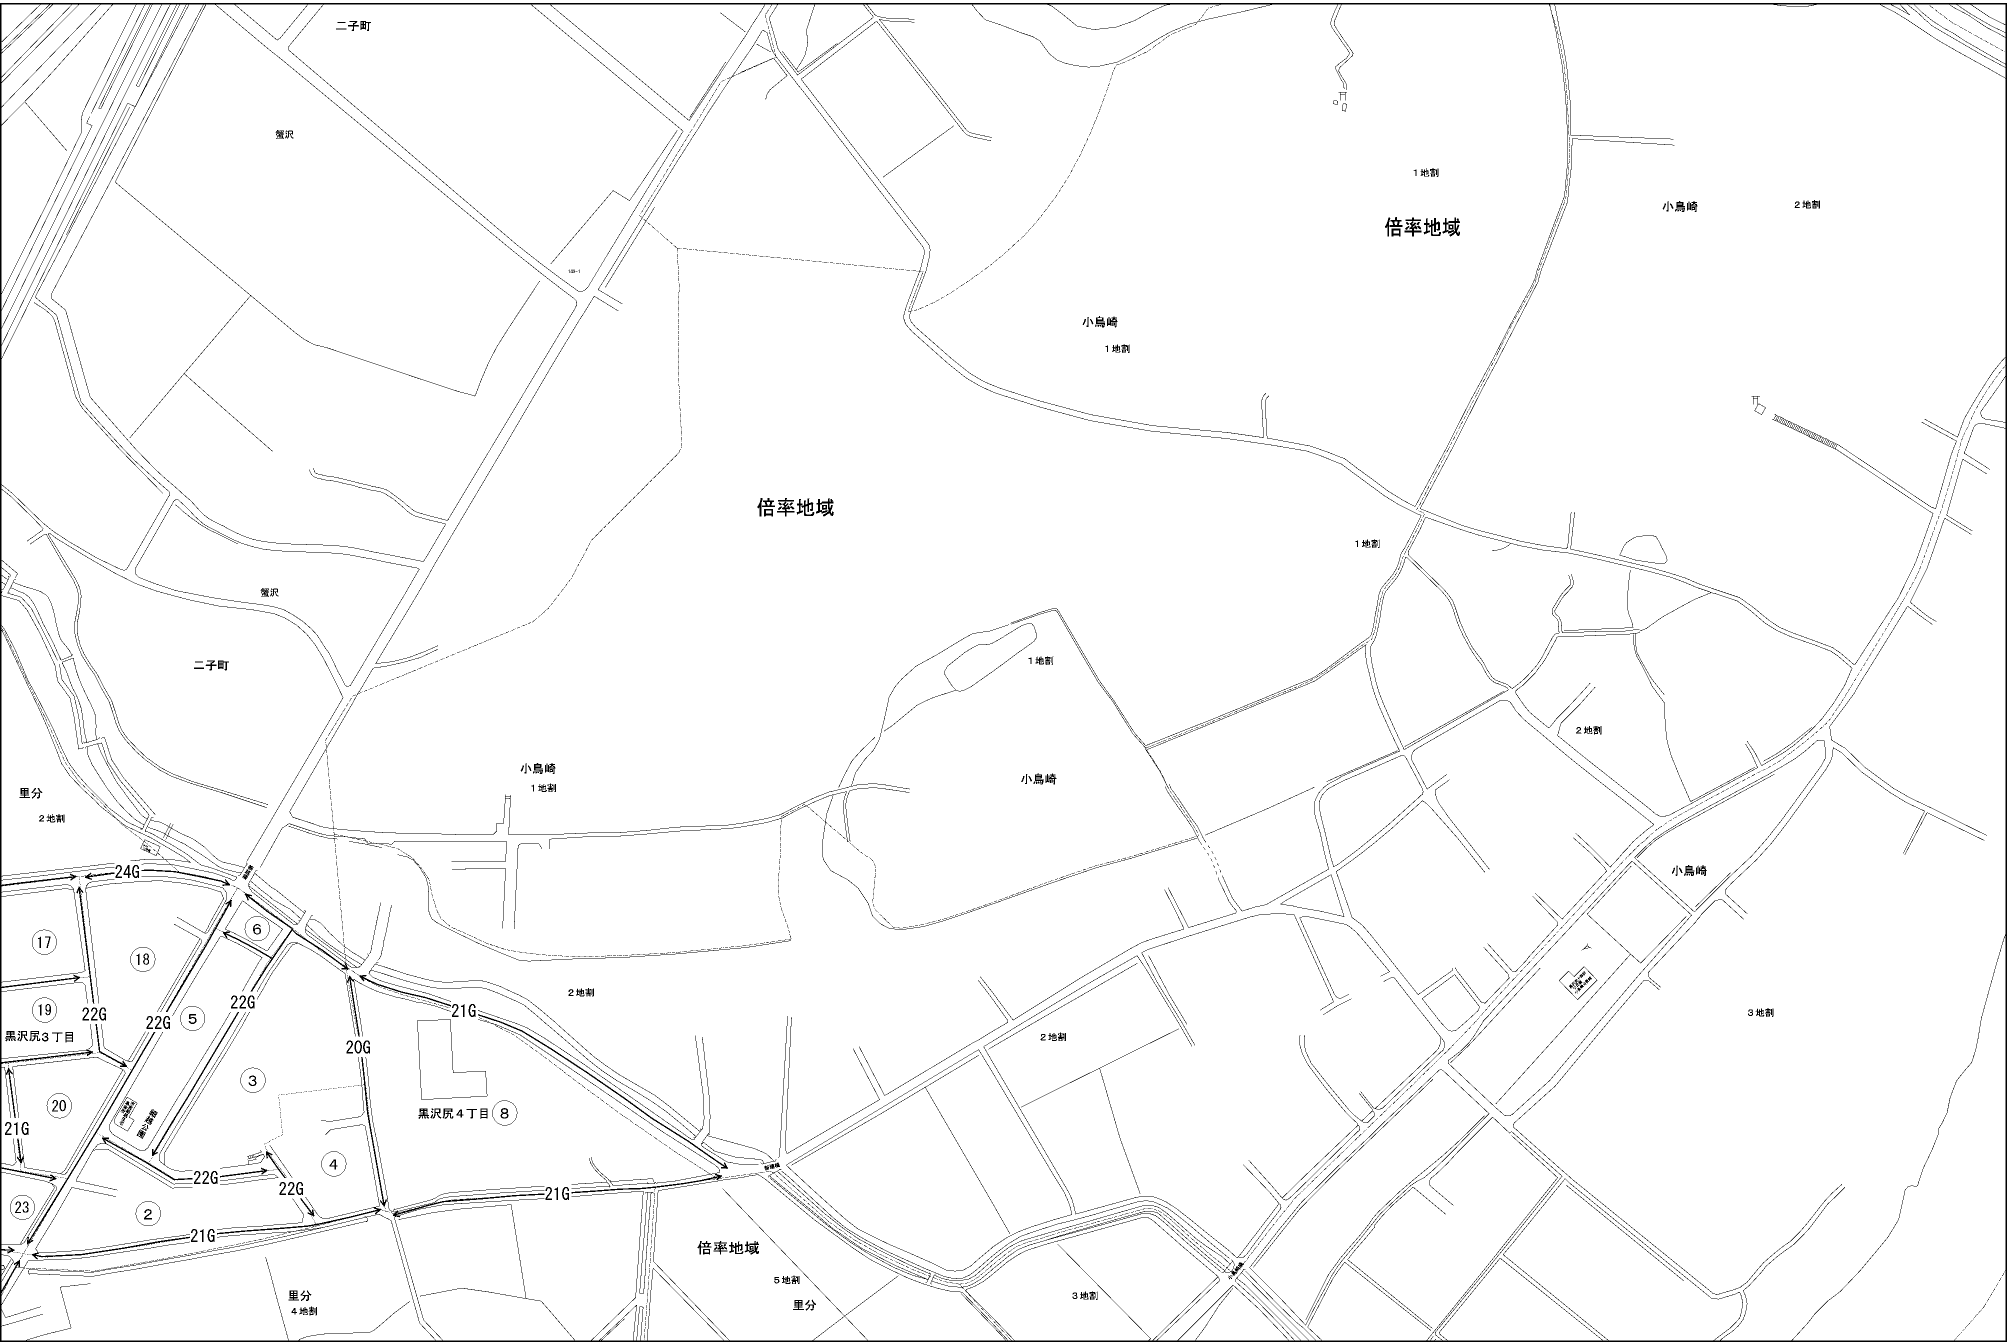 二子町
蟹沢
1地割
倍率地域
小鳥崎
2地割
103-1
小鳥崎
1地割
倍率地域
1地割
蟹沢
二子町
1地割
2地割
小鳥崎
1地割
小鳥崎
里分
2地割
小鳥崎
24G
⑥
⑰
⑱
2地割
22G
⑤
21G
⑲
22G
22G
黒沢尻3丁目
3地割
2地割
20G
③
⑳
黒沢尻4丁目
⑧
21G
④
22G
22G
21G
㉓
②
21G
倍率地域
5地割
里分
里分
4地割
3地割